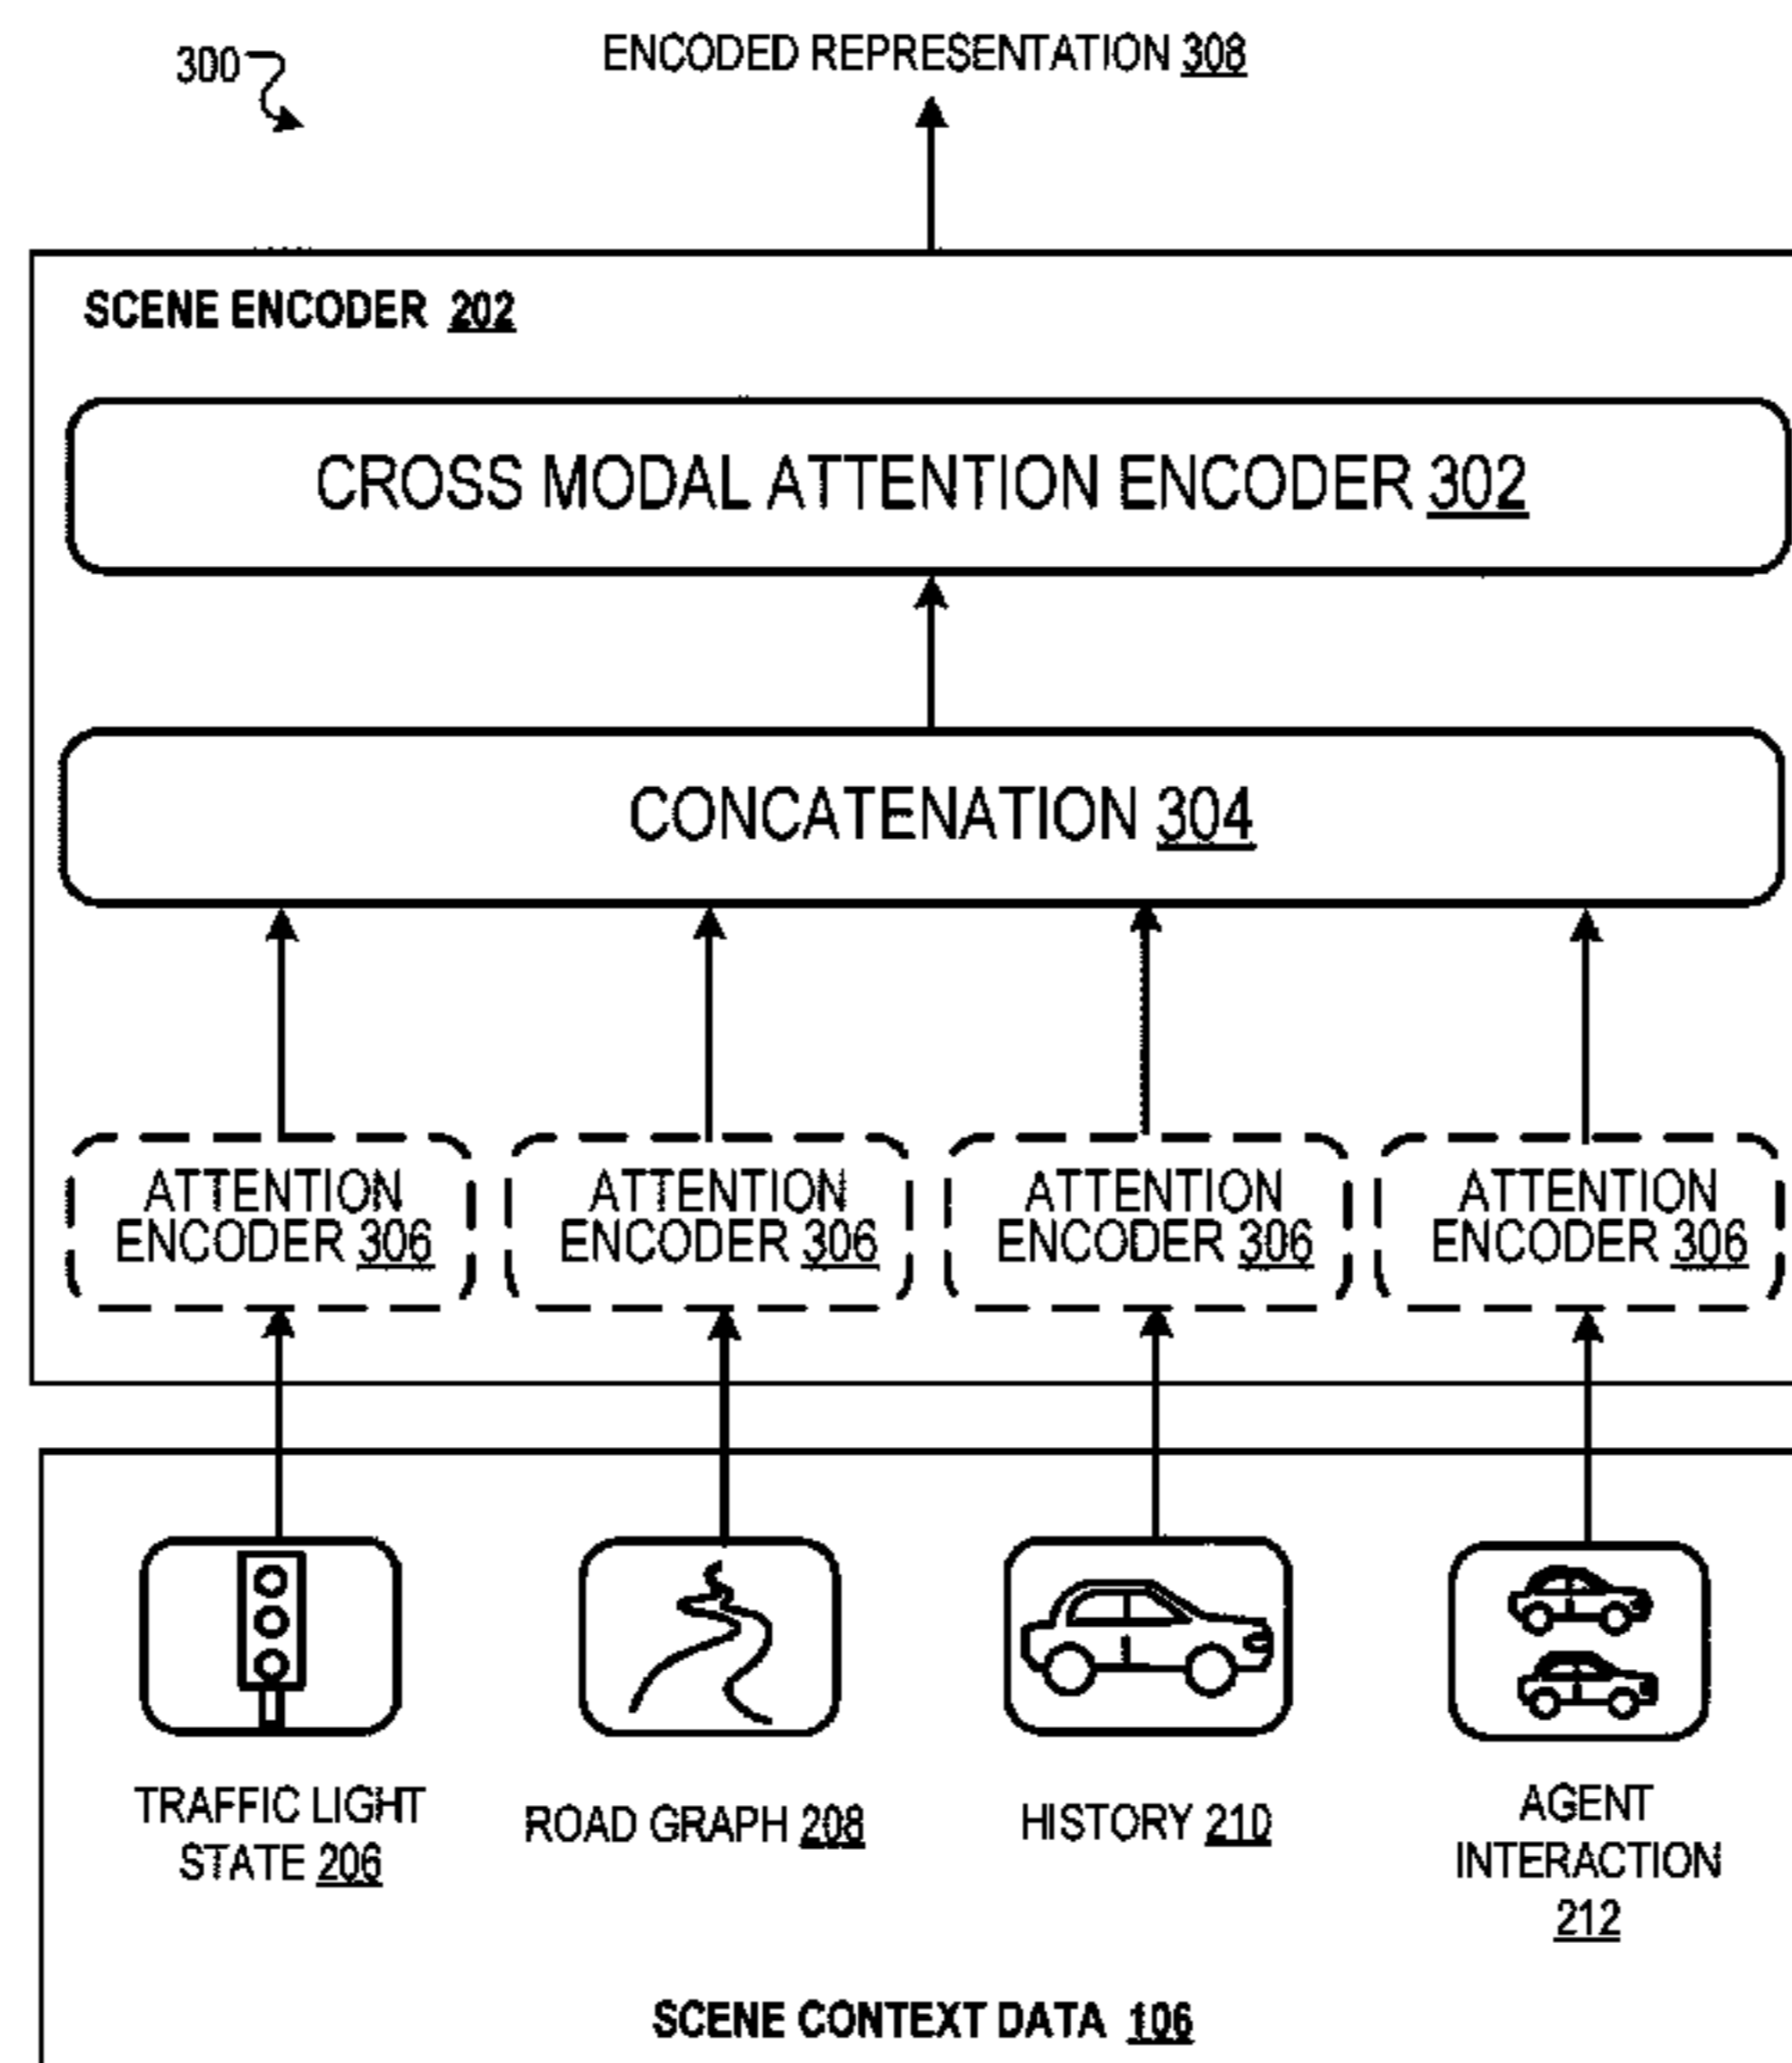 300
ENCODED REPRESENTATION 308
SCENE ENCODER 202
CROSS MODAL ATTENTION ENCODER 302
CONCATENATION 304
ATTENTION
ENCODER 306
ATTENTION
ENCODER 306
ATTENTION
ENCODER 306
ATTENTION
ENCODER 306
TRAFFIC LIGHT
STATE 206
ROAD GRAPH 208
HISTORY 210
AGENT
INTERACTION
212
SCENE CONTEXT DATA 106